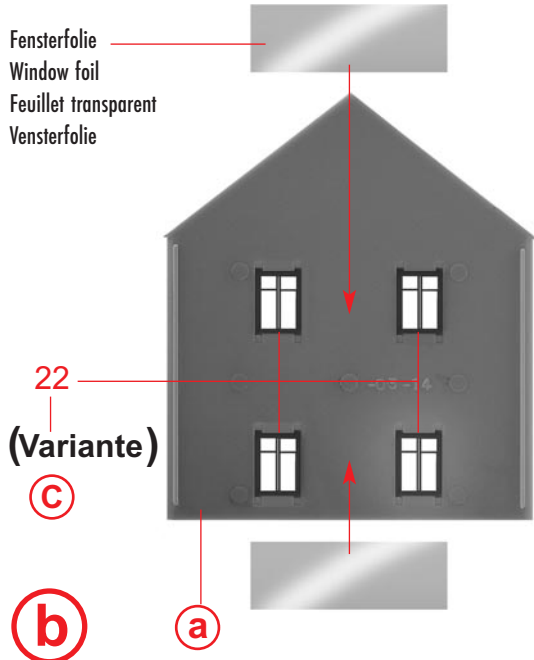 Fensterfolie
Window foil
Feuillet transparent
Vensterfolie
22
(Variante)
c
b
a